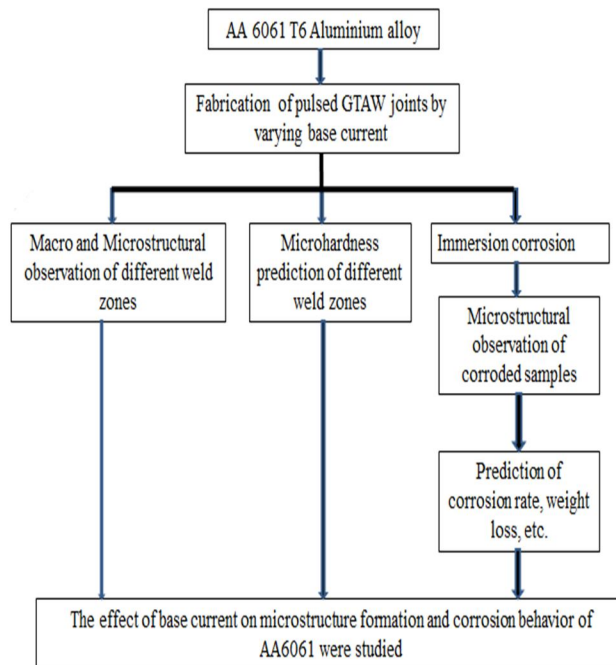 AA 6061 T6 Aluminium alloy
Fabrication of pulsed GTAW joints by
varying base current
Macro and Microstructural
observation of different weld
zones
Microhardness
prediction of different
weld zones
Immersion corrosion
Microstructural
observation of
corroded samples
Prediction of
corrosion rate, weight
loss, etc.
The effect of base current on microstructure formation and corrosion behavior of
AA6061 were studied